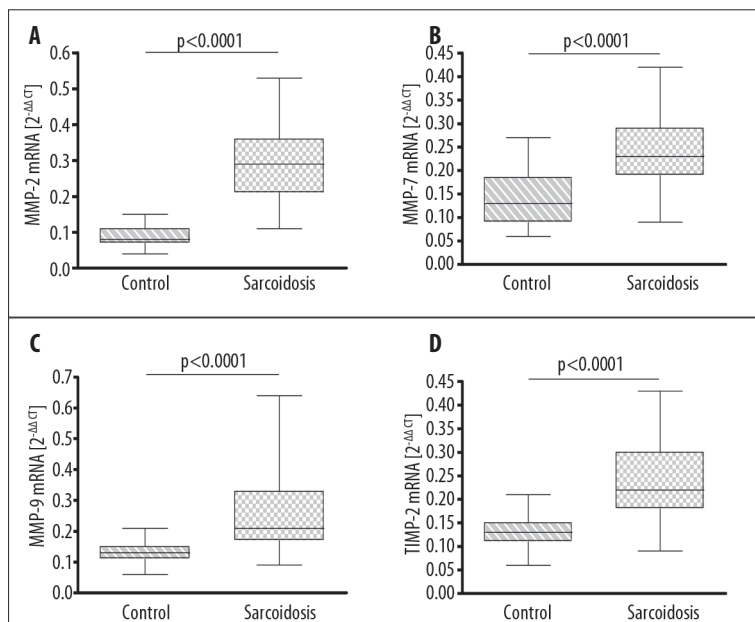 A
p<0.0001
MMP-2 mRNA [2^-ΔΔCT]
0.6
0.5
0.4
0.3
0.2
0.1
0.0
Control Sarcoidosis
B
p<0.0001
MMP-7 mRNA [2^-ΔΔCT]
0.45
0.40
0.35
0.30
0.25
0.20
0.15
0.10
0.05
0.00
Control Sarcoidosis
C
p<0.0001
MMP-9 mRNA [2^-ΔΔCT]
0.7
0.6
0.5
0.4
0.3
0.2
0.1
0.0
Control Sarcoidosis
D
p<0.0001
TIMP-2 mRNA [2^-ΔΔCT]
0.45
0.40
0.35
0.30
0.25
0.20
0.15
0.10
0.05
0.00
Control Sarcoidosis